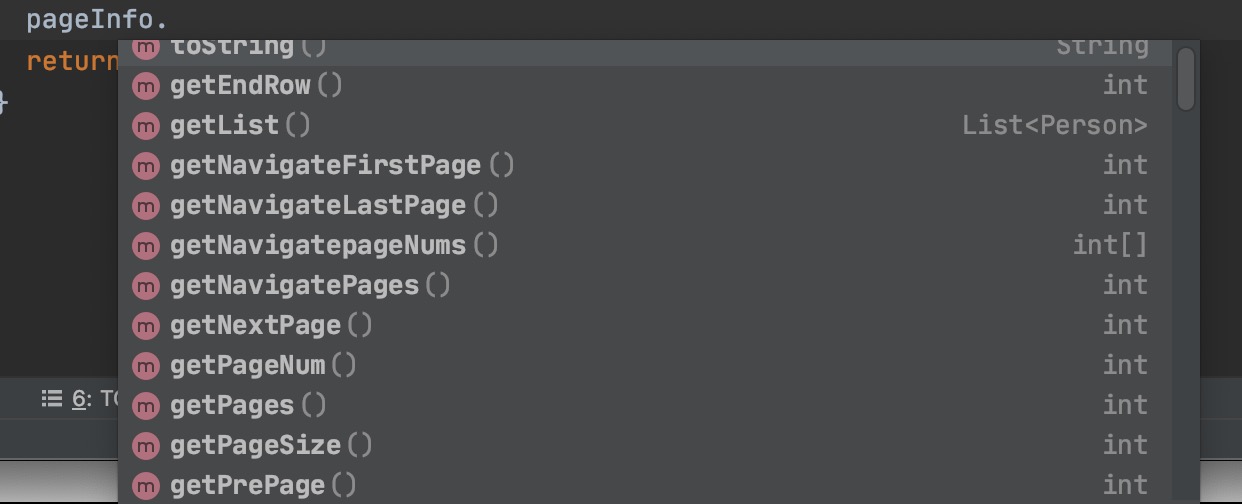 pageInfo.
return
}
m toString() String
m getEndRow() int
m getList() List<Person>
m getNavigateFirstPage() int
m getNavigateLastPage() int
m getNavigatepageNums() int[]
m getNavigatePages() int
m getNextPage() int
m getPageNum() int
m getPages() int
6: TO
m getPageSize() int
m getPrePage() int